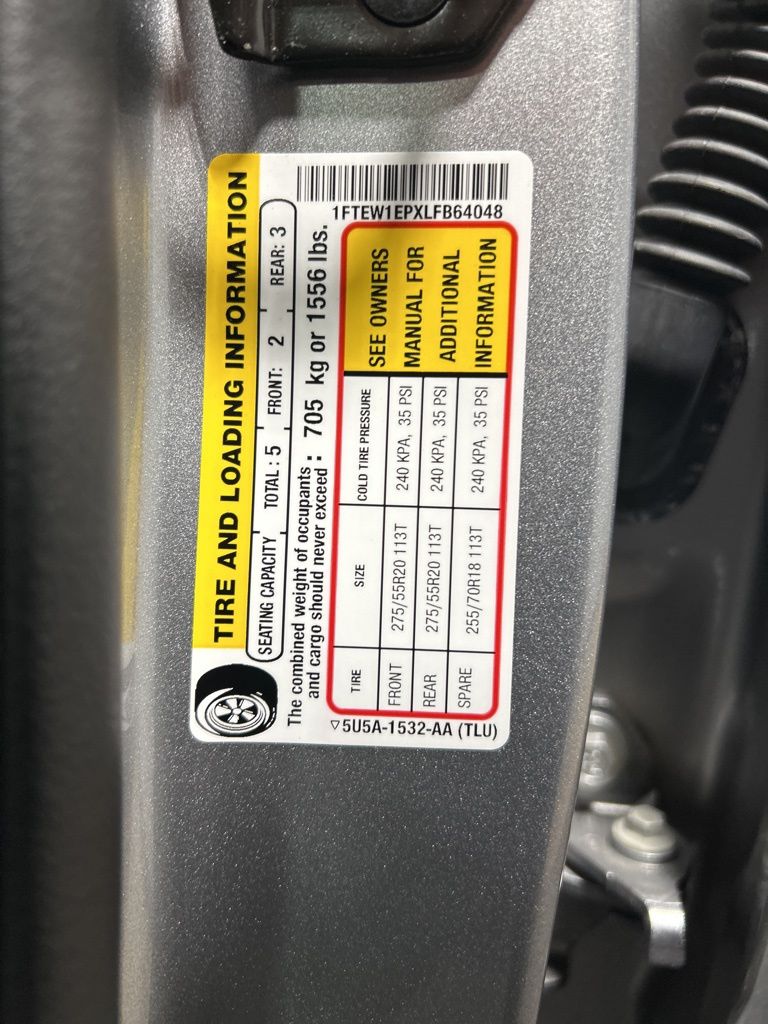 TIRE AND LOADING INFORMATION
SEATING CAPACITY TOTAL: 5 FRONT: 2 REAR: 3
The combined weight of occupants
and cargo should never exceed : 705 kg or 1556 lbs.
TIRE SIZE COLD TIRE PRESSURE
FRONT 275/55R20 113T 240 KPA, 35 PSI
REAR 275/55R20 113T 240 KPA, 35 PSI
SPARE 255/70R18 113T 240 KPA, 35 PSI
SEE OWNERS
MANUAL FOR
ADDITIONAL
INFORMATION
5U5A-1532-AA (TLU)
1FTEW1EPXLFB64048